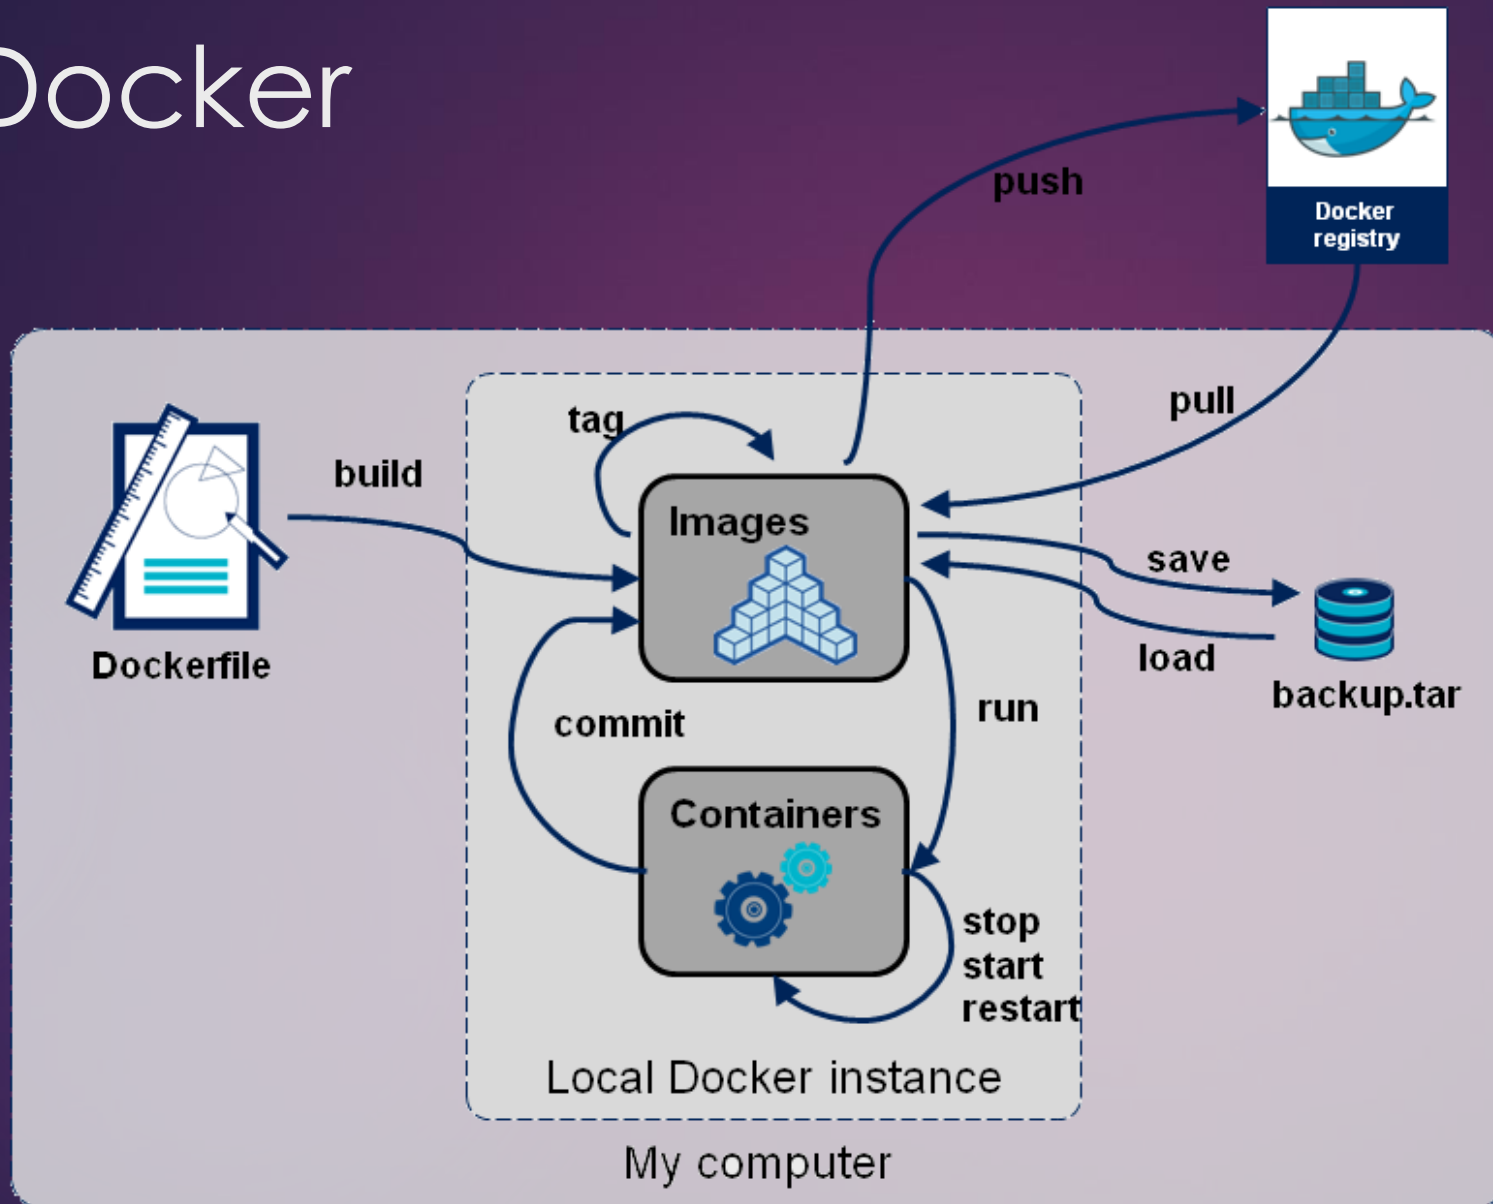 Docker
push
Docker
registry
pull
tag
build
Images
save
load
Dockerfile
backup.tar
commit
run
Containers
stop
start
restart
Local Docker instance
My computer